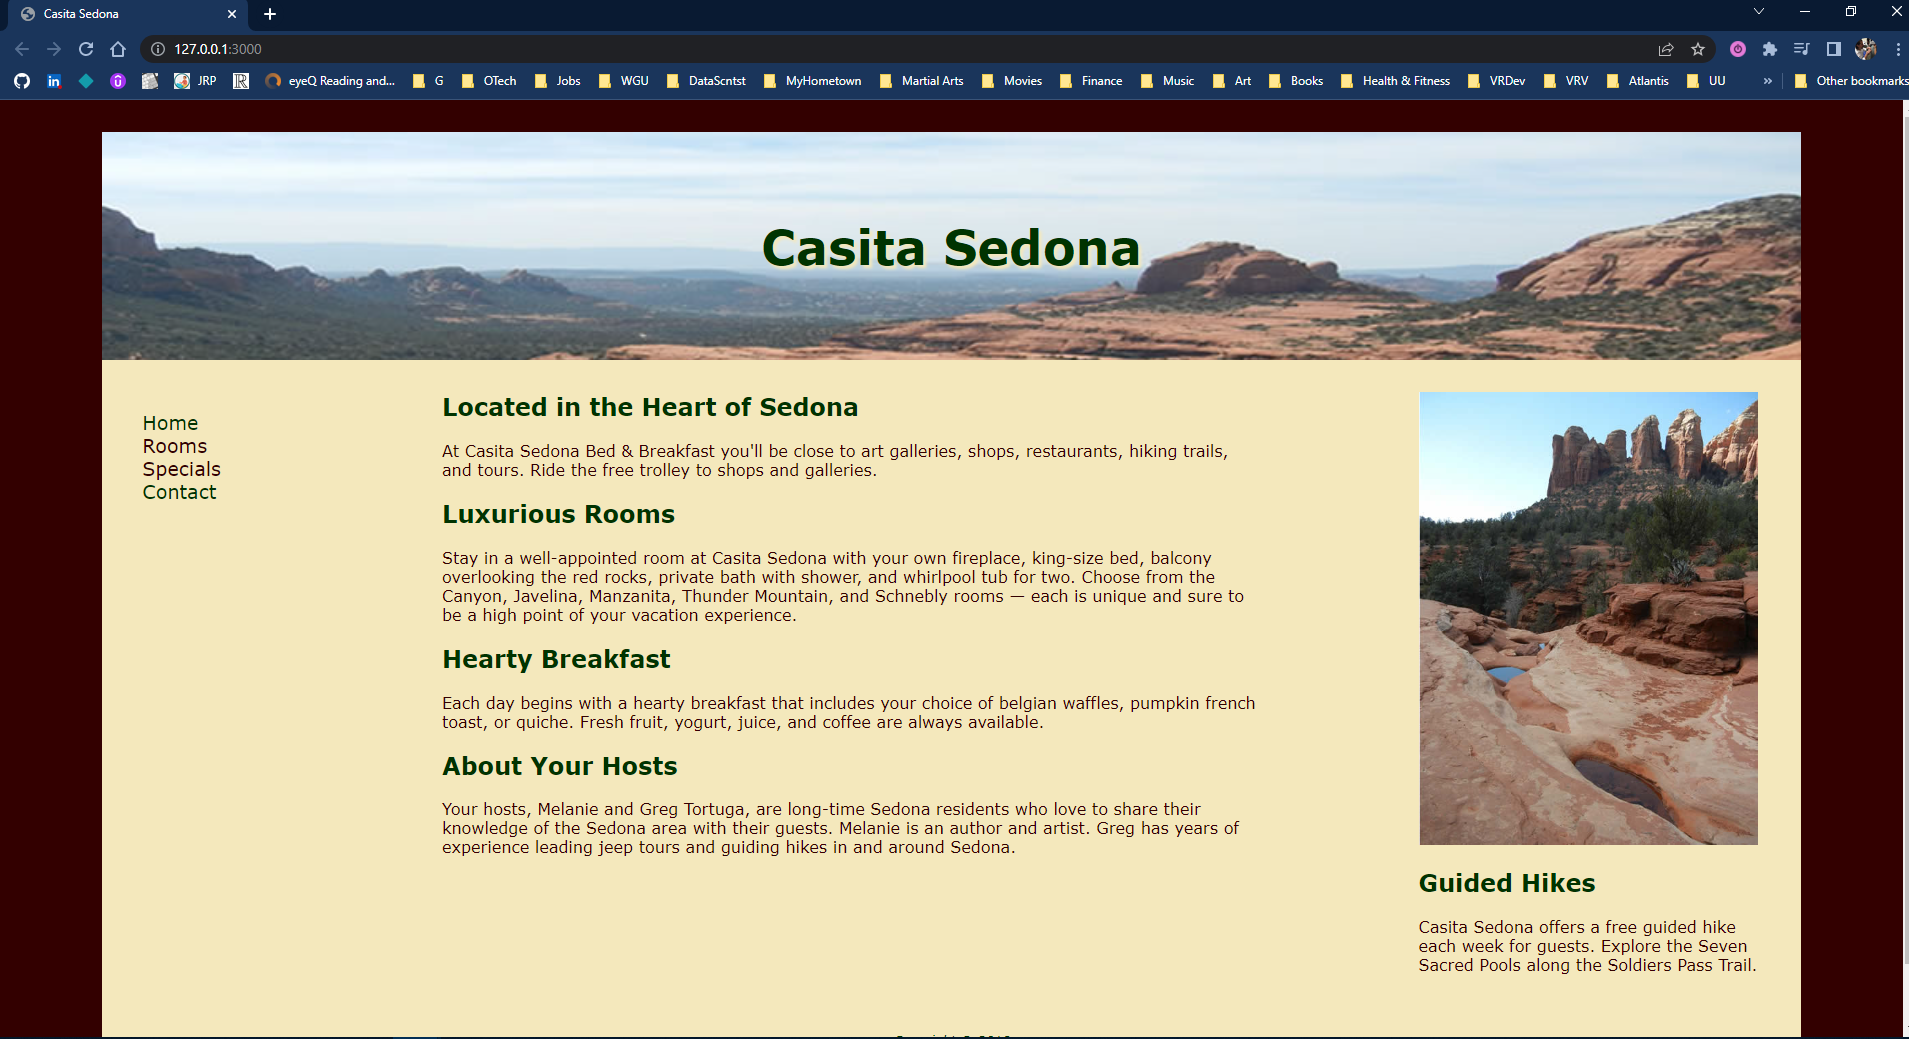 Casita Sedona
127.0.0.1:3000
JRP
R
eyeQ Reading and...
G
OTech
Jobs
WGU
DataScntst
MyHometown
Martial Arts
Movies
Finance
Music
Art
Books
Health & Fitness
VRDev
VRV
Atlantis
UU
»
Other bookmarks
Casita Sedona
Home
Rooms
Specials
Contact
Located in the Heart of Sedona
At Casita Sedona Bed & Breakfast you'll be close to art galleries, shops, restaurants, hiking trails,
and tours. Ride the free trolley to shops and galleries.
Luxurious Rooms
Stay in a well-appointed room at Casita Sedona with your own fireplace, king-size bed, balcony
overlooking the red rocks, private bath with shower, and whirlpool tub for two. Choose from the
Canyon, Javelina, Manzanita, Thunder Mountain, and Schnebly rooms — each is unique and sure to
be a high point of your vacation experience.
Hearty Breakfast
Each day begins with a hearty breakfast that includes your choice of belgian waffles, pumpkin french
toast, or quiche. Fresh fruit, yogurt, juice, and coffee are always available.
About Your Hosts
Your hosts, Melanie and Greg Tortuga, are long-time Sedona residents who love to share their
knowledge of the Sedona area with their guests. Melanie is an author and artist. Greg has years of
experience leading jeep tours and guiding hikes in and around Sedona.
Guided Hikes
Casita Sedona offers a free guided hike
each week for guests. Explore the Seven
Sacred Pools along the Soldiers Pass Trail.